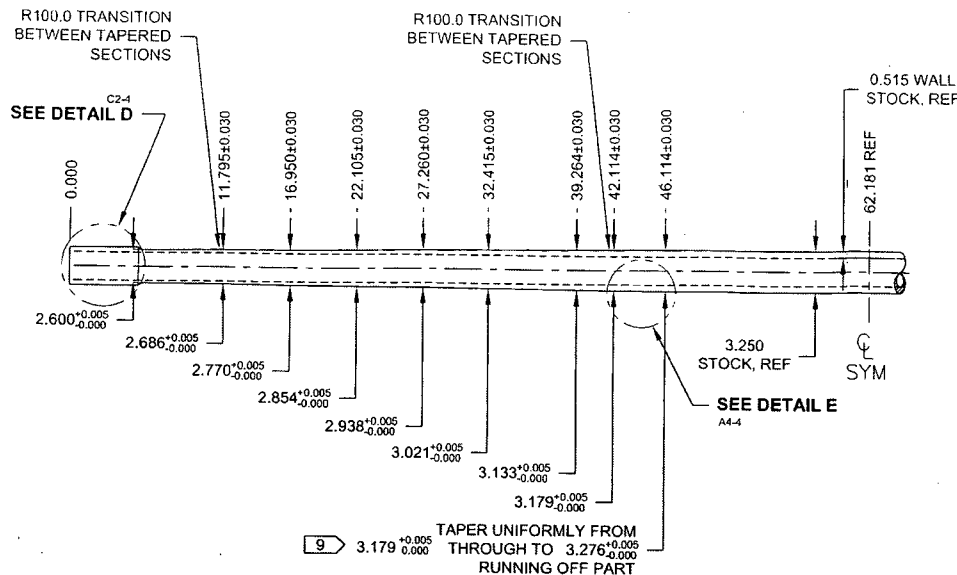 R100.0 TRANSITION
BETWEEN TAPERED
SECTIONS
R100.0 TRANSITION
BETWEEN TAPERED
SECTIONS
0.515 WALL
STOCK, REF
C2-4
SEE DETAIL D
0.000
11.795±0.030
16.950±0.030
22.105±0.030
27.260±0.030
32.415±0.030
39.264±0.030
42.114±0.030
46.114±0.030
62.181 REF
2.600 +0.005 -0.000
2.686 +0.005 -0.000
2.770 +0.005 -0.000
2.854 +0.005 -0.000
2.938 +0.005 -0.000
3.021 +0.005 -0.000
3.133 +0.005 -0.000
3.179 +0.005 -0.000
3.250
STOCK, REF
CL
SYM
SEE DETAIL E
A4-4
TAPER UNIFORMLY FROM
9 3.179 +0.005 0.000 THROUGH TO 3.276 +0.005 -0.000
RUNNING OFF PART